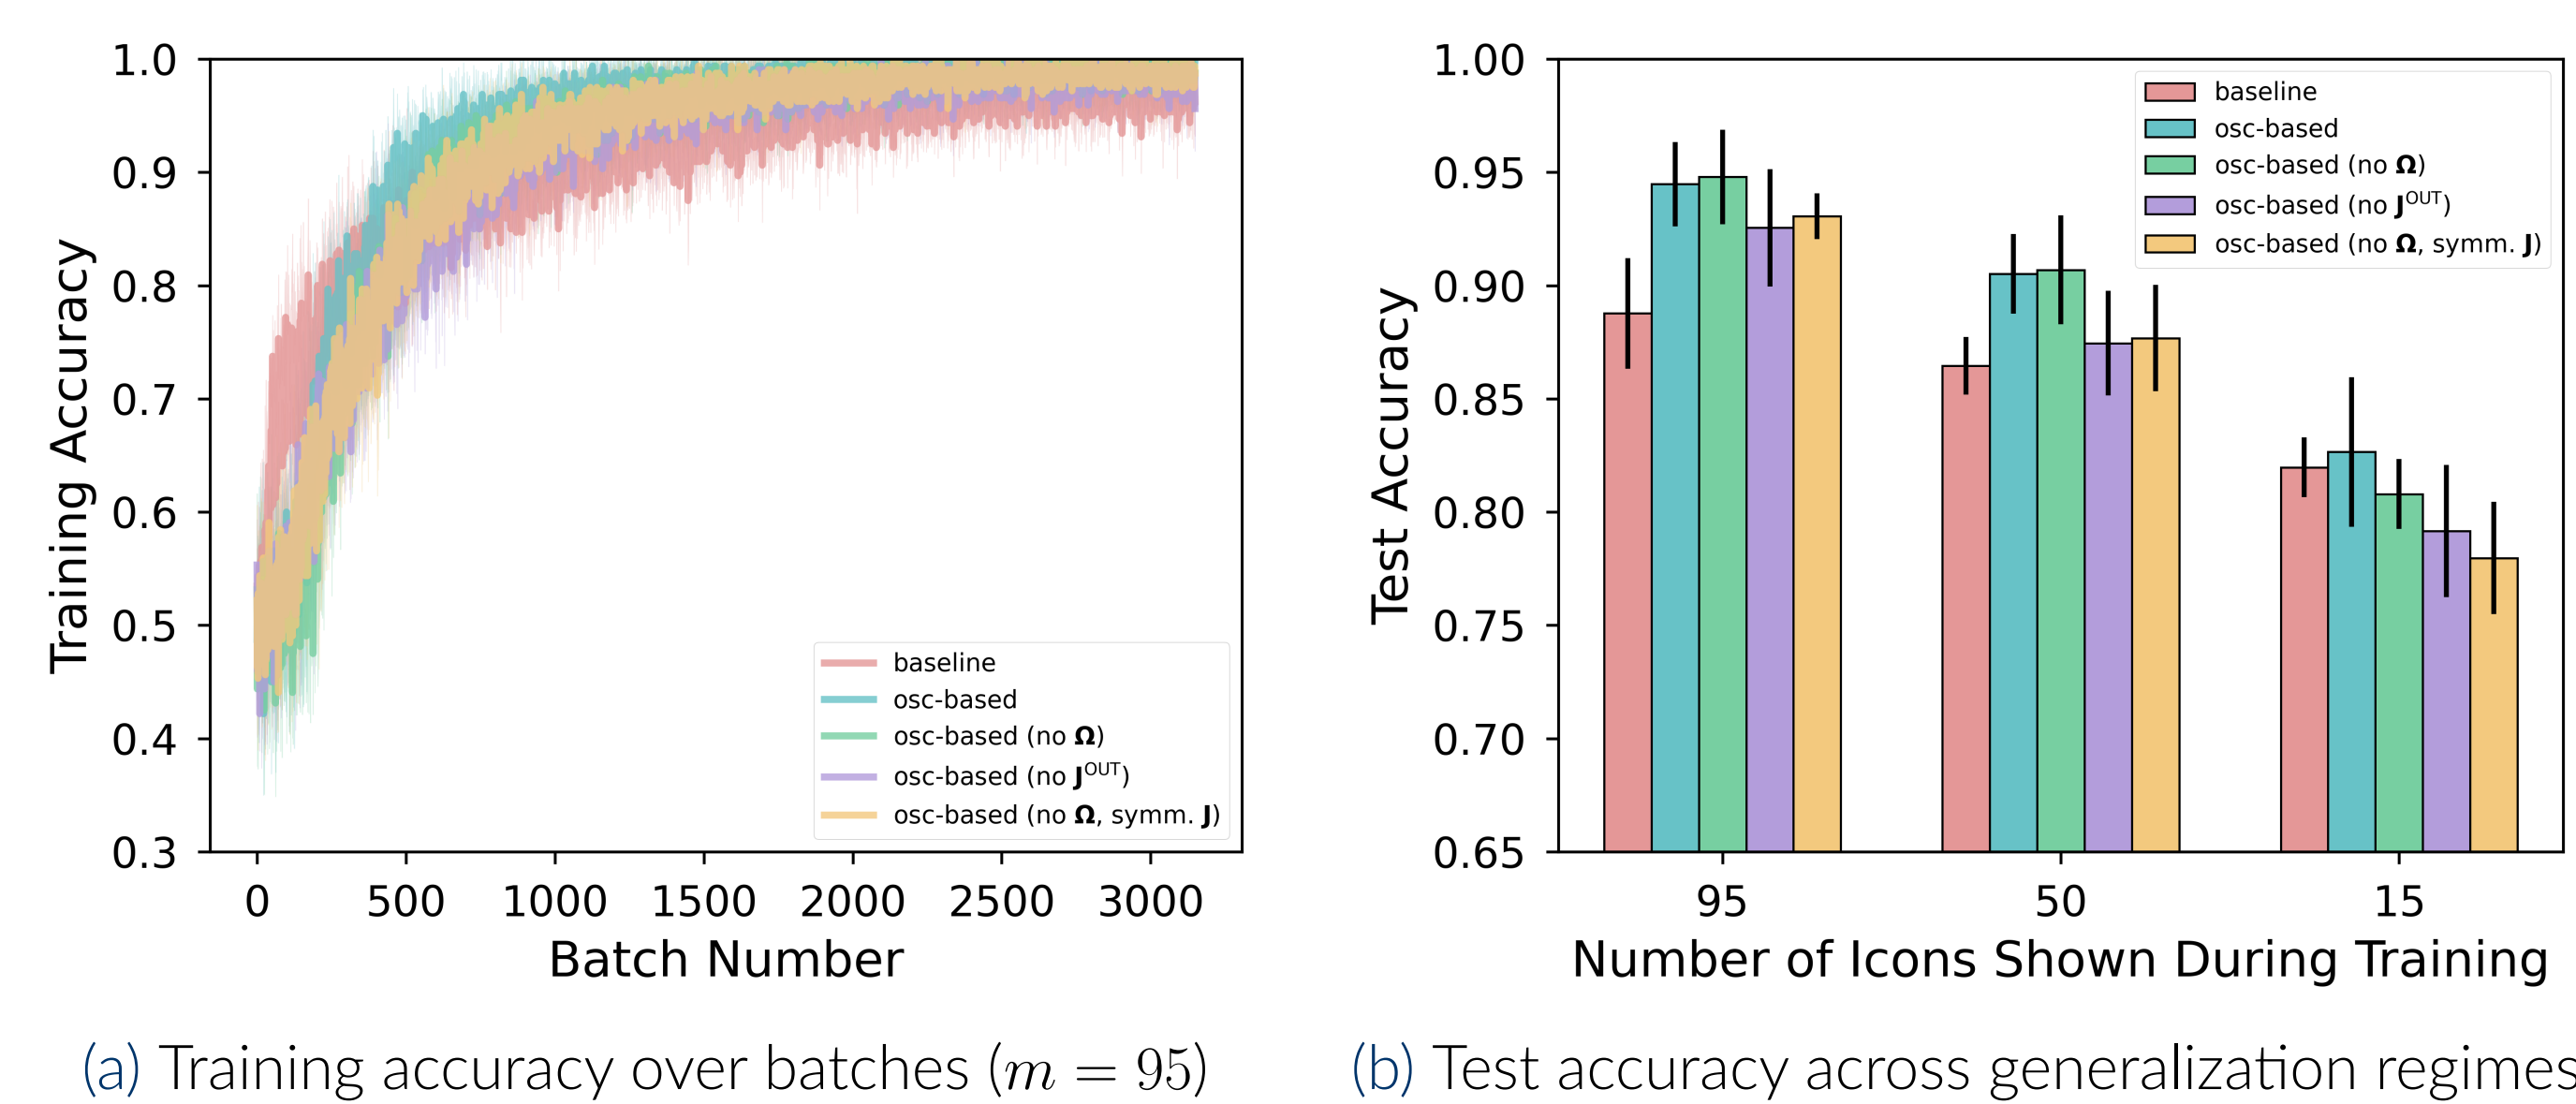 1.0
0.9
0.8
0.7
0.6
0.5
0.4
0.3
Training Accuracy
0 500 1000 1500 2000 2500 3000
Batch Number
baseline
osc-based
osc-based (no Ω)
osc-based (no J^OUT)
osc-based (no Ω, symm. J)
(a) Training accuracy over batches (m = 95)
1.00
0.95
0.90
0.85
0.80
0.75
0.70
0.65
Test Accuracy
95 50 15
Number of Icons Shown During Training
baseline
osc-based
osc-based (no Ω)
osc-based (no J^OUT)
osc-based (no Ω, symm. J)
(b) Test accuracy across generalization regimes